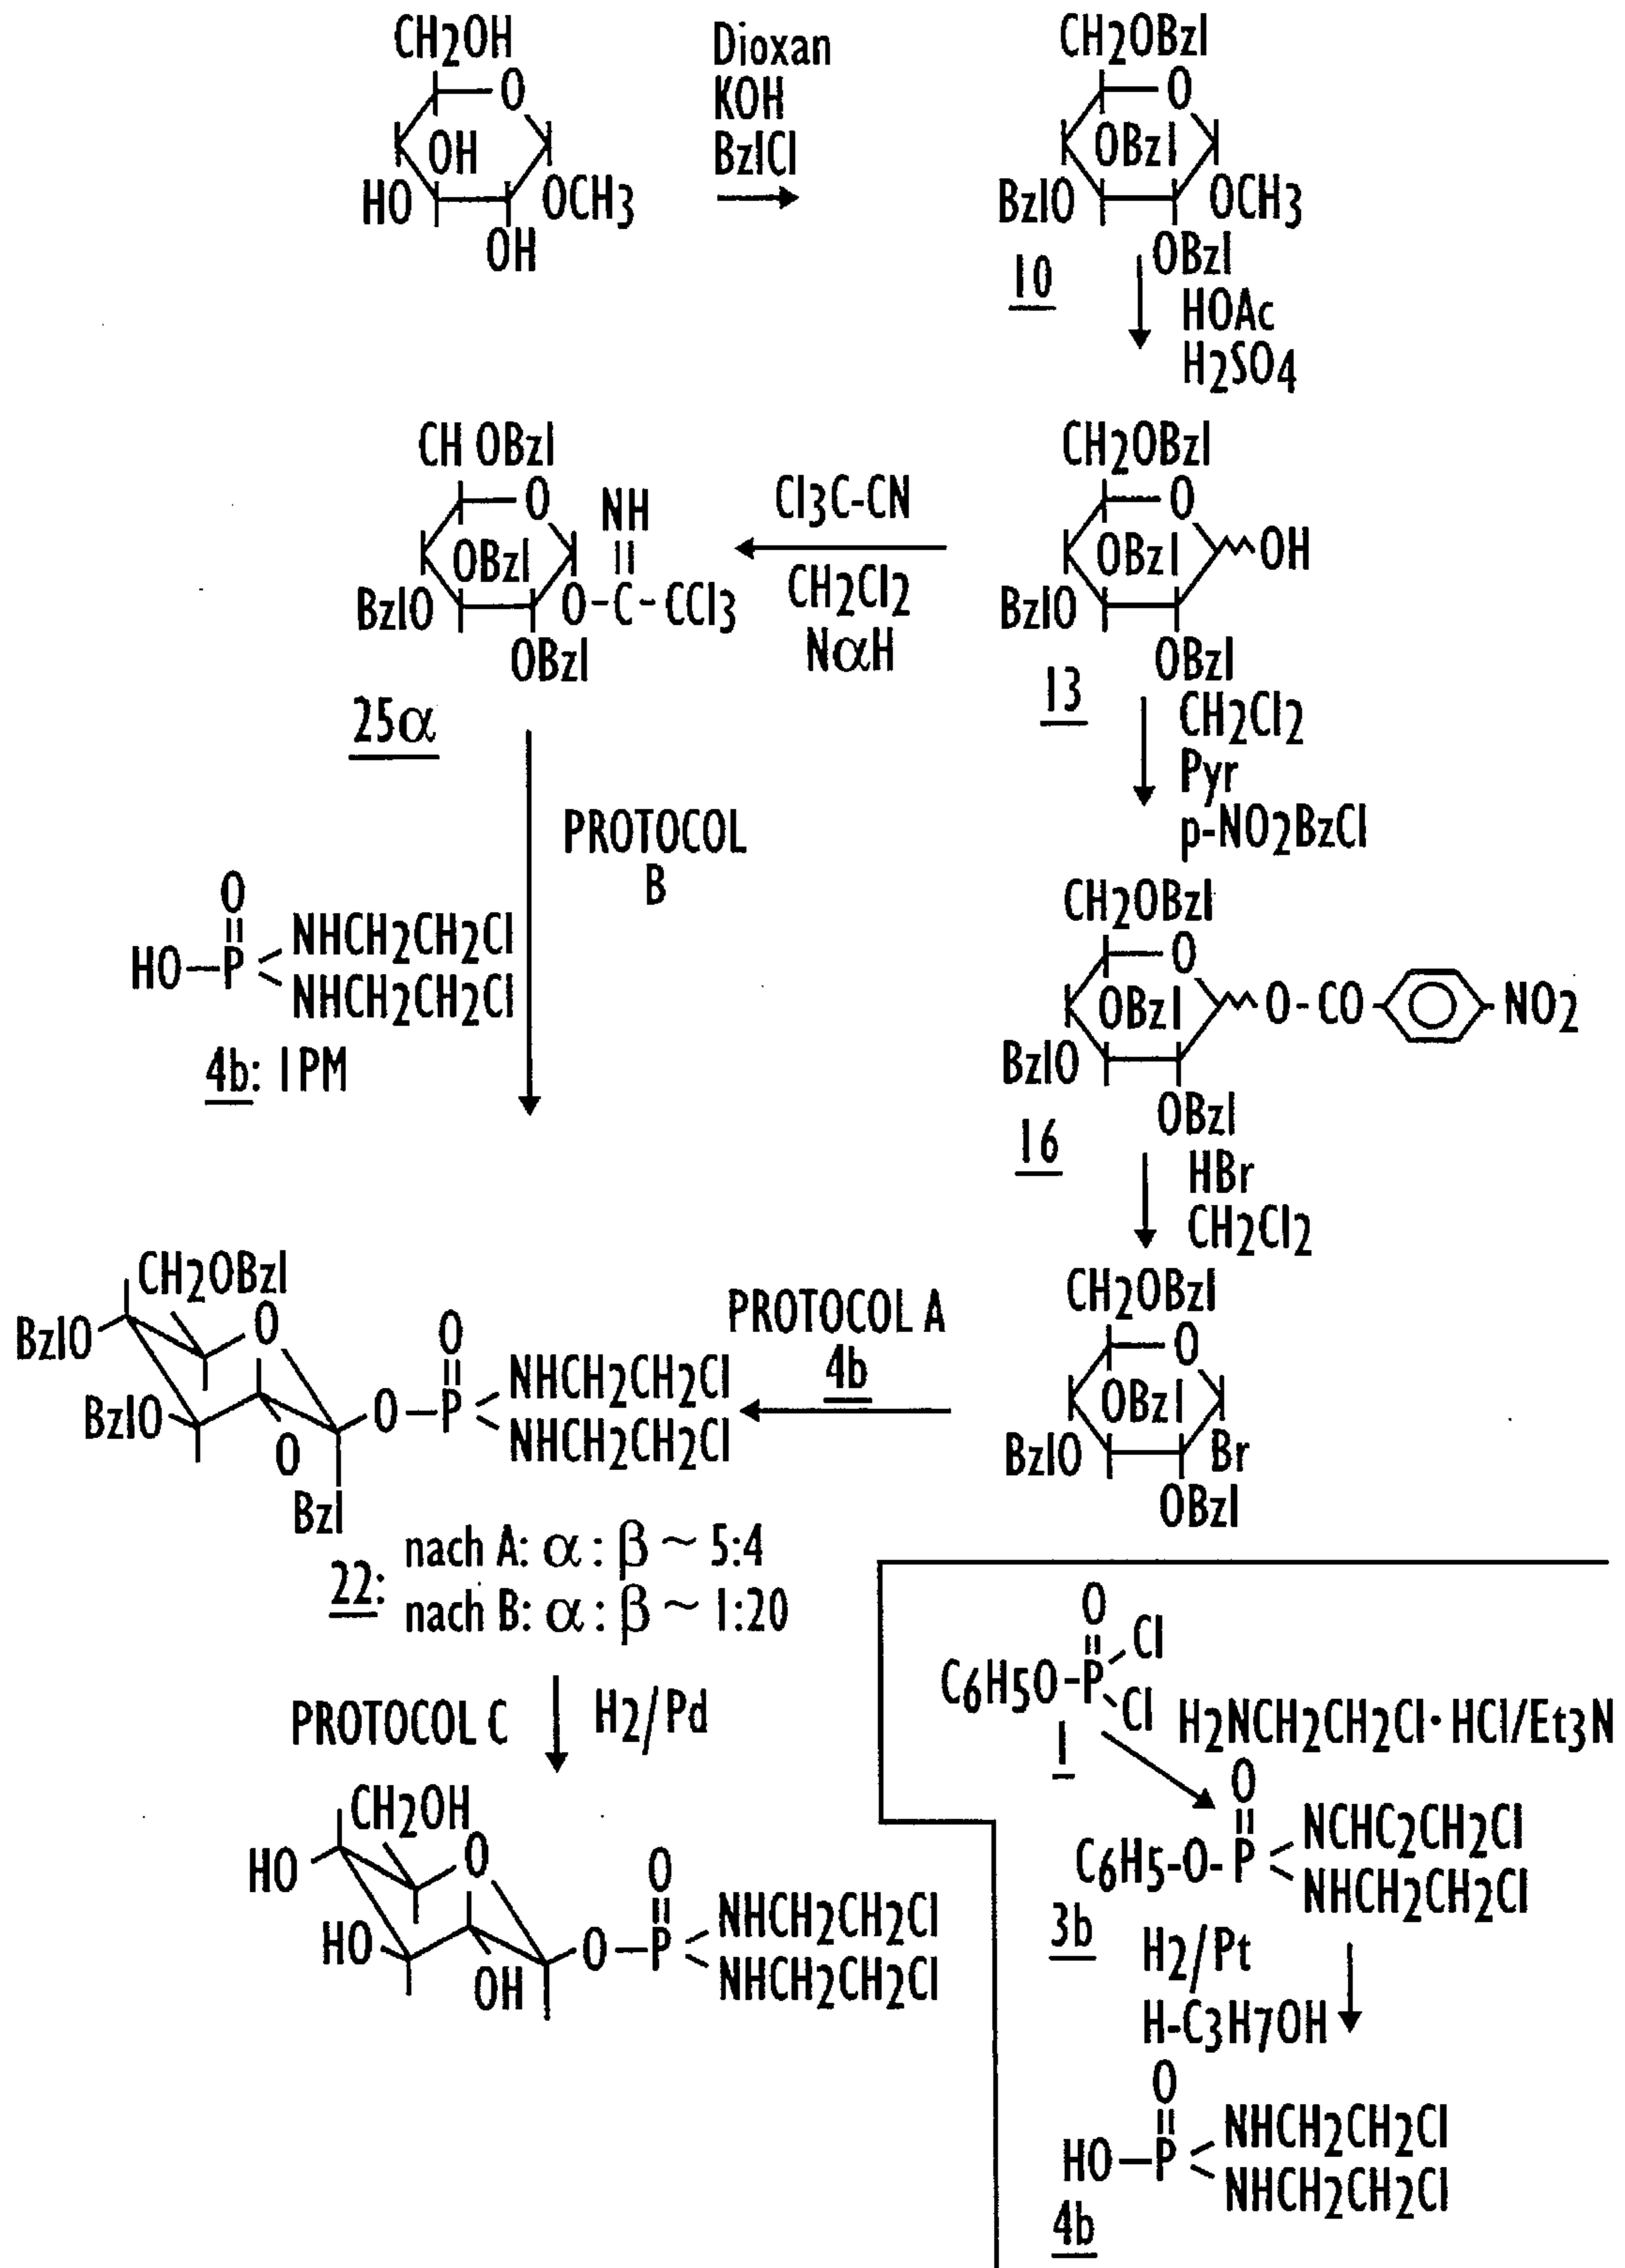 CH2OH
O
OH
HO
OCH3
OH
Dioxan
KOH
BzlCl
CH2OBzl
O
OBzl
BzlO
OCH3
OBzl
10
HOAc
H2SO4
CH OBzl
O
NH
OBzl
BzlO
O-C-CCl3
OBzl
25α
Cl3C-CN
CH2Cl2
NαH
CH2OBzl
O
OBzl
OH
BzlO
OBzl
13
CH2Cl2
Pyr
p-NO2BzCl
PROTOCOL
B
O
HO-P
NHCH2CH2Cl
NHCH2CH2Cl
4b: IPM
CH2OBzl
O
OBzl
O-CO
NO2
BzlO
OBzl
16
HBr
CH2Cl2
CH2OBzl
O
BzlO
BzlO
O
Bzl
O-P
O
NHCH2CH2Cl
NHCH2CH2Cl
PROTOCOL A
4b
CH2OBzl
O
OBzl
BzlO
Br
OBzl
22:
nach A: α : β ~ 5:4
nach B: α : β ~ 1:20
PROTOCOL C
H2/Pd
CH2OH
O
HO
HO
OH
O-P
O
NHCH2CH2Cl
NHCH2CH2Cl
O
C6H5O-P
Cl
Cl
1
H2NCH2CH2Cl·HCl/Et3N
O
C6H5-O-P
NCHC2CH2Cl
NHCH2CH2Cl
3b
H2/Pt
H-C3H7OH
O
HO-P
NHCH2CH2Cl
NHCH2CH2Cl
4b